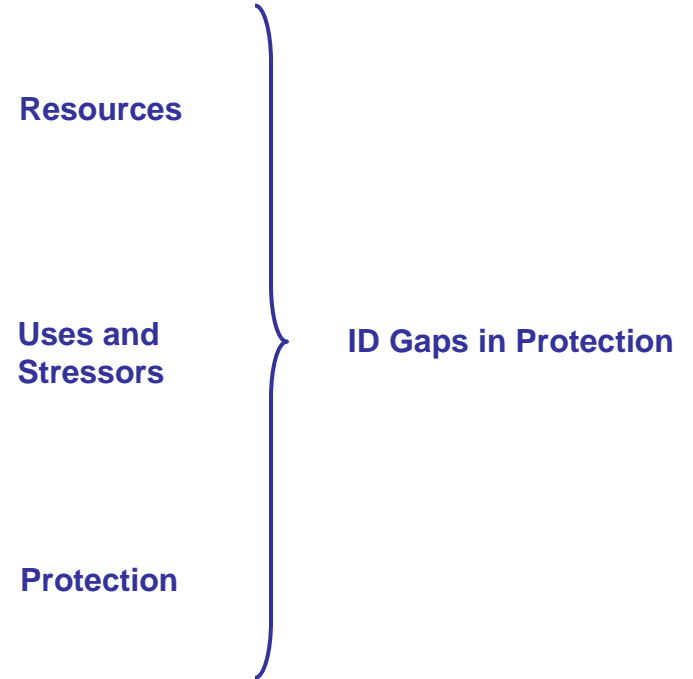 Resources
Uses and
Stressors
ID Gaps in Protection
Protection